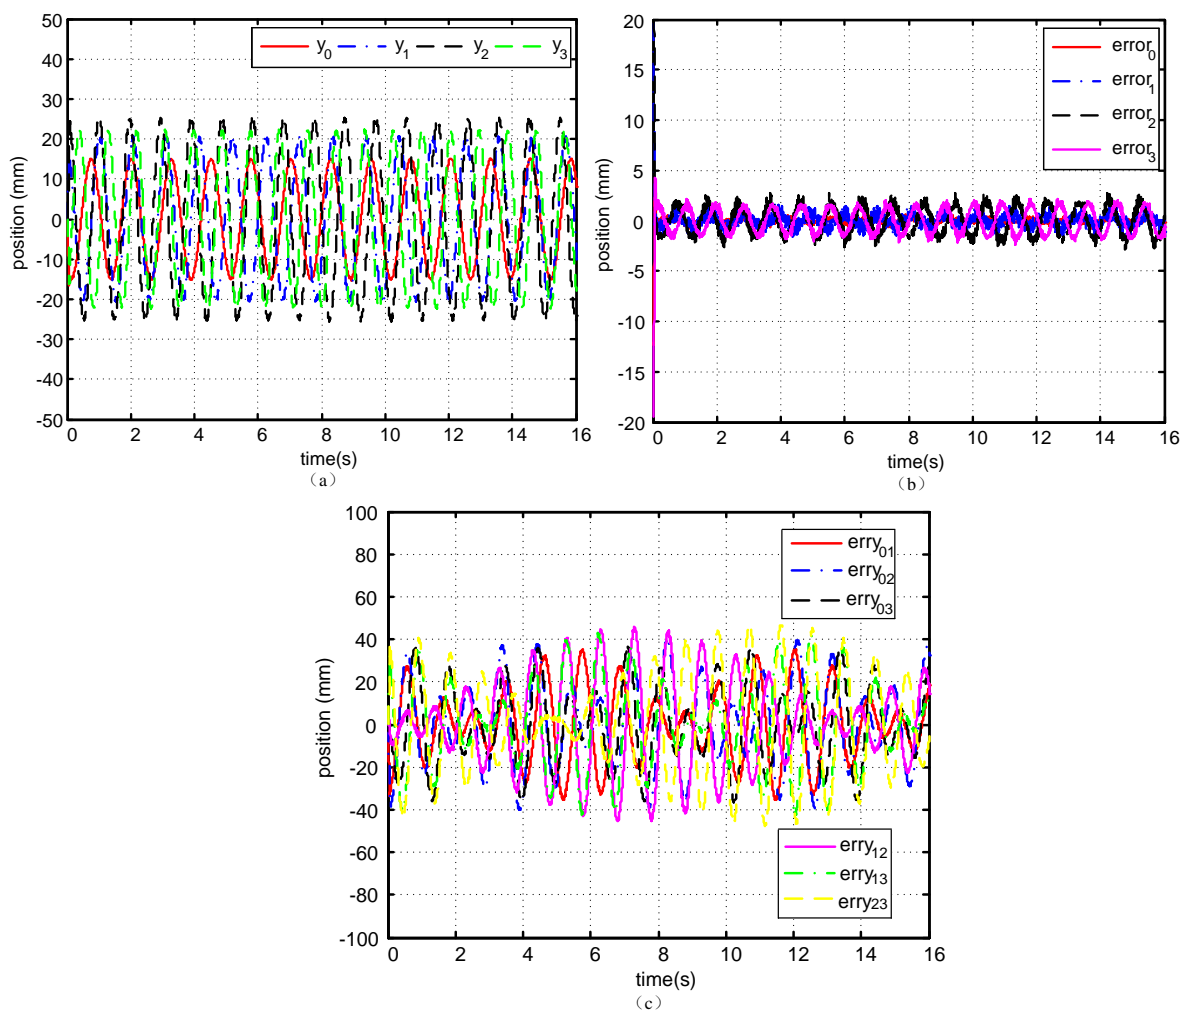 50
40
30
20
10
0
-10
-20
-30
-40
-50
position (mm)
y0 y1 y2 y3
0 2 4 6 8 10 12 14 16
time(s)
（a）
20
15
10
5
0
-5
-10
-15
-20
position (mm)
error0
error1
error2
error3
0 2 4 6 8 10 12 14 16
time(s)
（b）
100
80
60
40
20
0
-20
-40
-60
-80
-100
position (mm)
erry01
erry02
erry03
erry12
erry13
erry23
0 2 4 6 8 10 12 14 16
time(s)
（c）